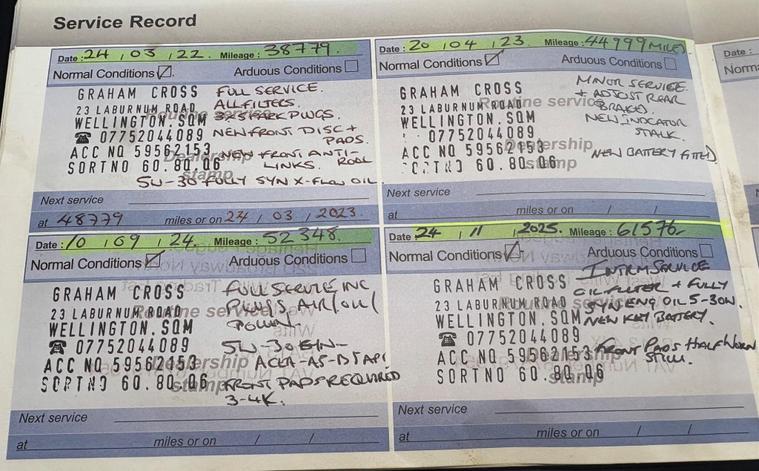 Service Record
Date : 24 / 03 / 22. Mileage : 38779.
Normal Conditions ☑. Arduous Conditions ☐
GRAHAM CROSS
23 LABURNUM ROAD
WELLINGTON.SOM
☎ 07752044089
ACC NO 59562153
SORTNO 60.80.06
FULL SERVICE.
ALL FILTERS.
SPARK PLUGS.
NEW FRONT DISC +
PADS.
NEW FRONT ANTI-
ROLL
LINKS.
5W-30 FULLY SYN X-FLOW OIL
Next service
at 48779 miles or on 24 / 03 / 2023.
Date : 20 / 04 / 23. Mileage : 44999 MILES
Normal Conditions ☑ Arduous Conditions ☐
GRAHAM CROSS
23 LABURNUM ROAD
WELLINGTON.SOM
07752044089
ACC NO 59562153
SORTNO 60.80.06
MINOR SERVICE.
+ ADJUST REAR
BRAKES.
NEW INDICATOR
STALK.
NEW BATTERY FITTED
Next service
at miles or on / /
Date : 10 / 09 / 24. Mileage : 52348.
Normal Conditions ☑ Arduous Conditions ☐
GRAHAM CROSS
23 LABURNUM ROAD
WELLINGTON.SOM
☎ 07752044089
ACC NO 59562153
SORTNO 60.80.06
FULL SERVICE INC
PLUGS AIR/OIL/
POLLEN
5W-30
FRONT PADS REQUIRED
3-4K.
Next service
at miles or on / /
Date : 24 / 11 / 2025. Mileage : 61576
Normal Conditions ☑ Arduous Conditions ☐
GRAHAM CROSS
23 LABURNUM ROAD
WELLINGTON.SOM
☎ 07752044089
ACC NO 59562153
SORTNO 60.80.06
INTRM SERVICE
OIL FILTER + FULLY
SYN ENG OIL 5-30N.
NEW KEY BATTERY.
FRONT PADS HALF WORN
STILL.
Next service
at miles or on / /
Date :